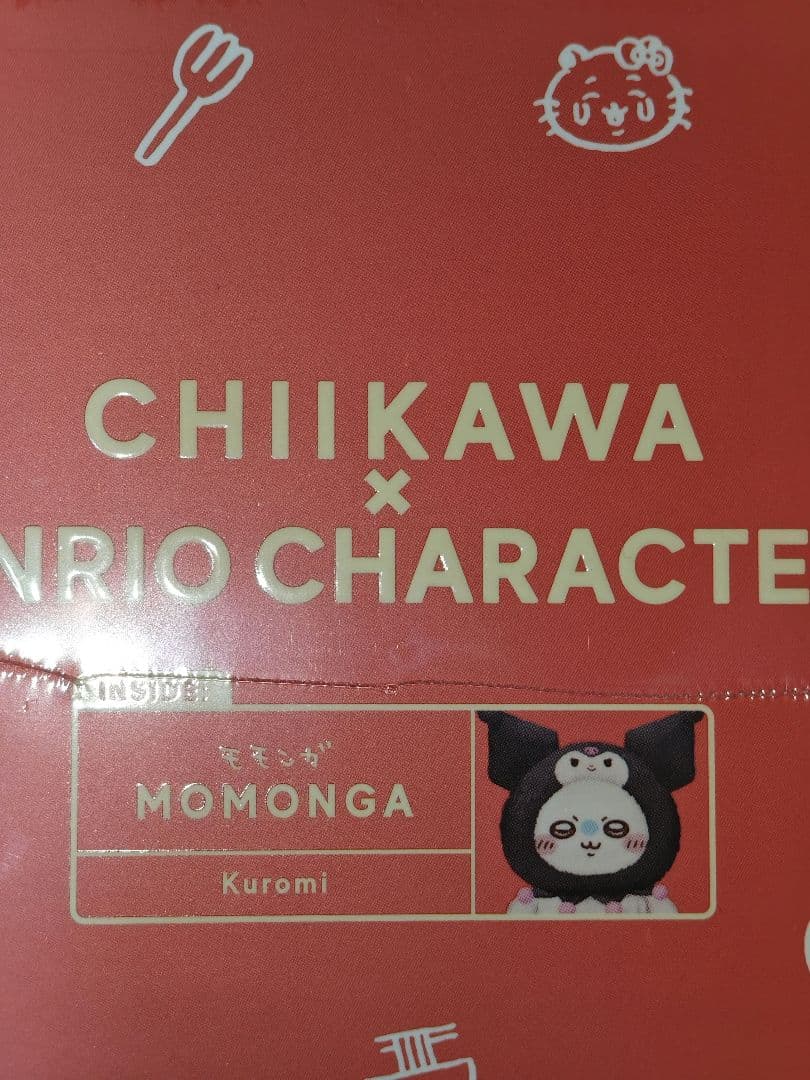 CHIIKAWA
×
NRIO CHARACTE
INSIDE:
モモンガ
MOMONGA
Kuromi